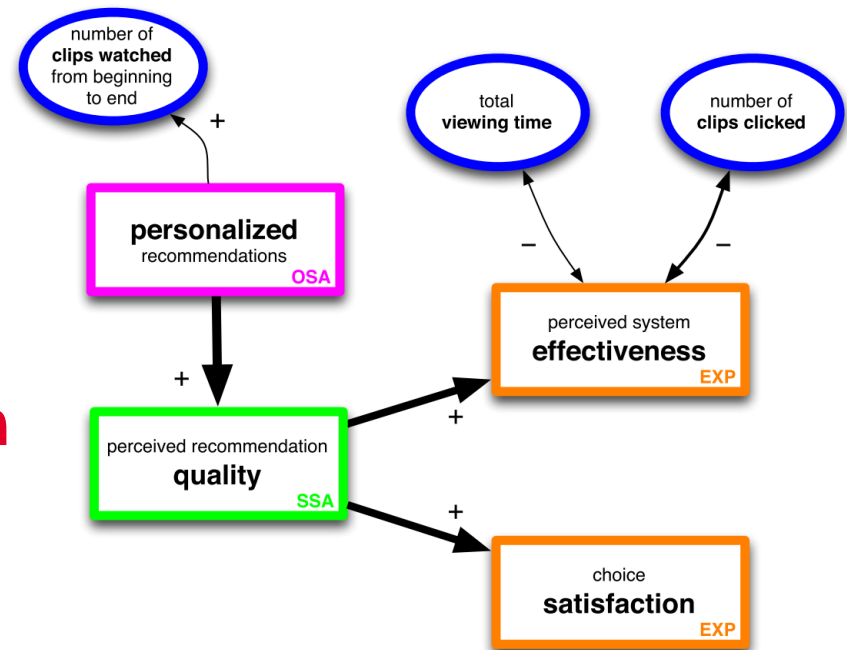 number of
clips watched
from beginning
to end
+
total
viewing time
number of
clips clicked
personalized
recommendations
OSA
–
–
perceived system
effectiveness
EXP
+
+
perceived recommendation
quality
SSA
+
choice
satisfaction
EXP